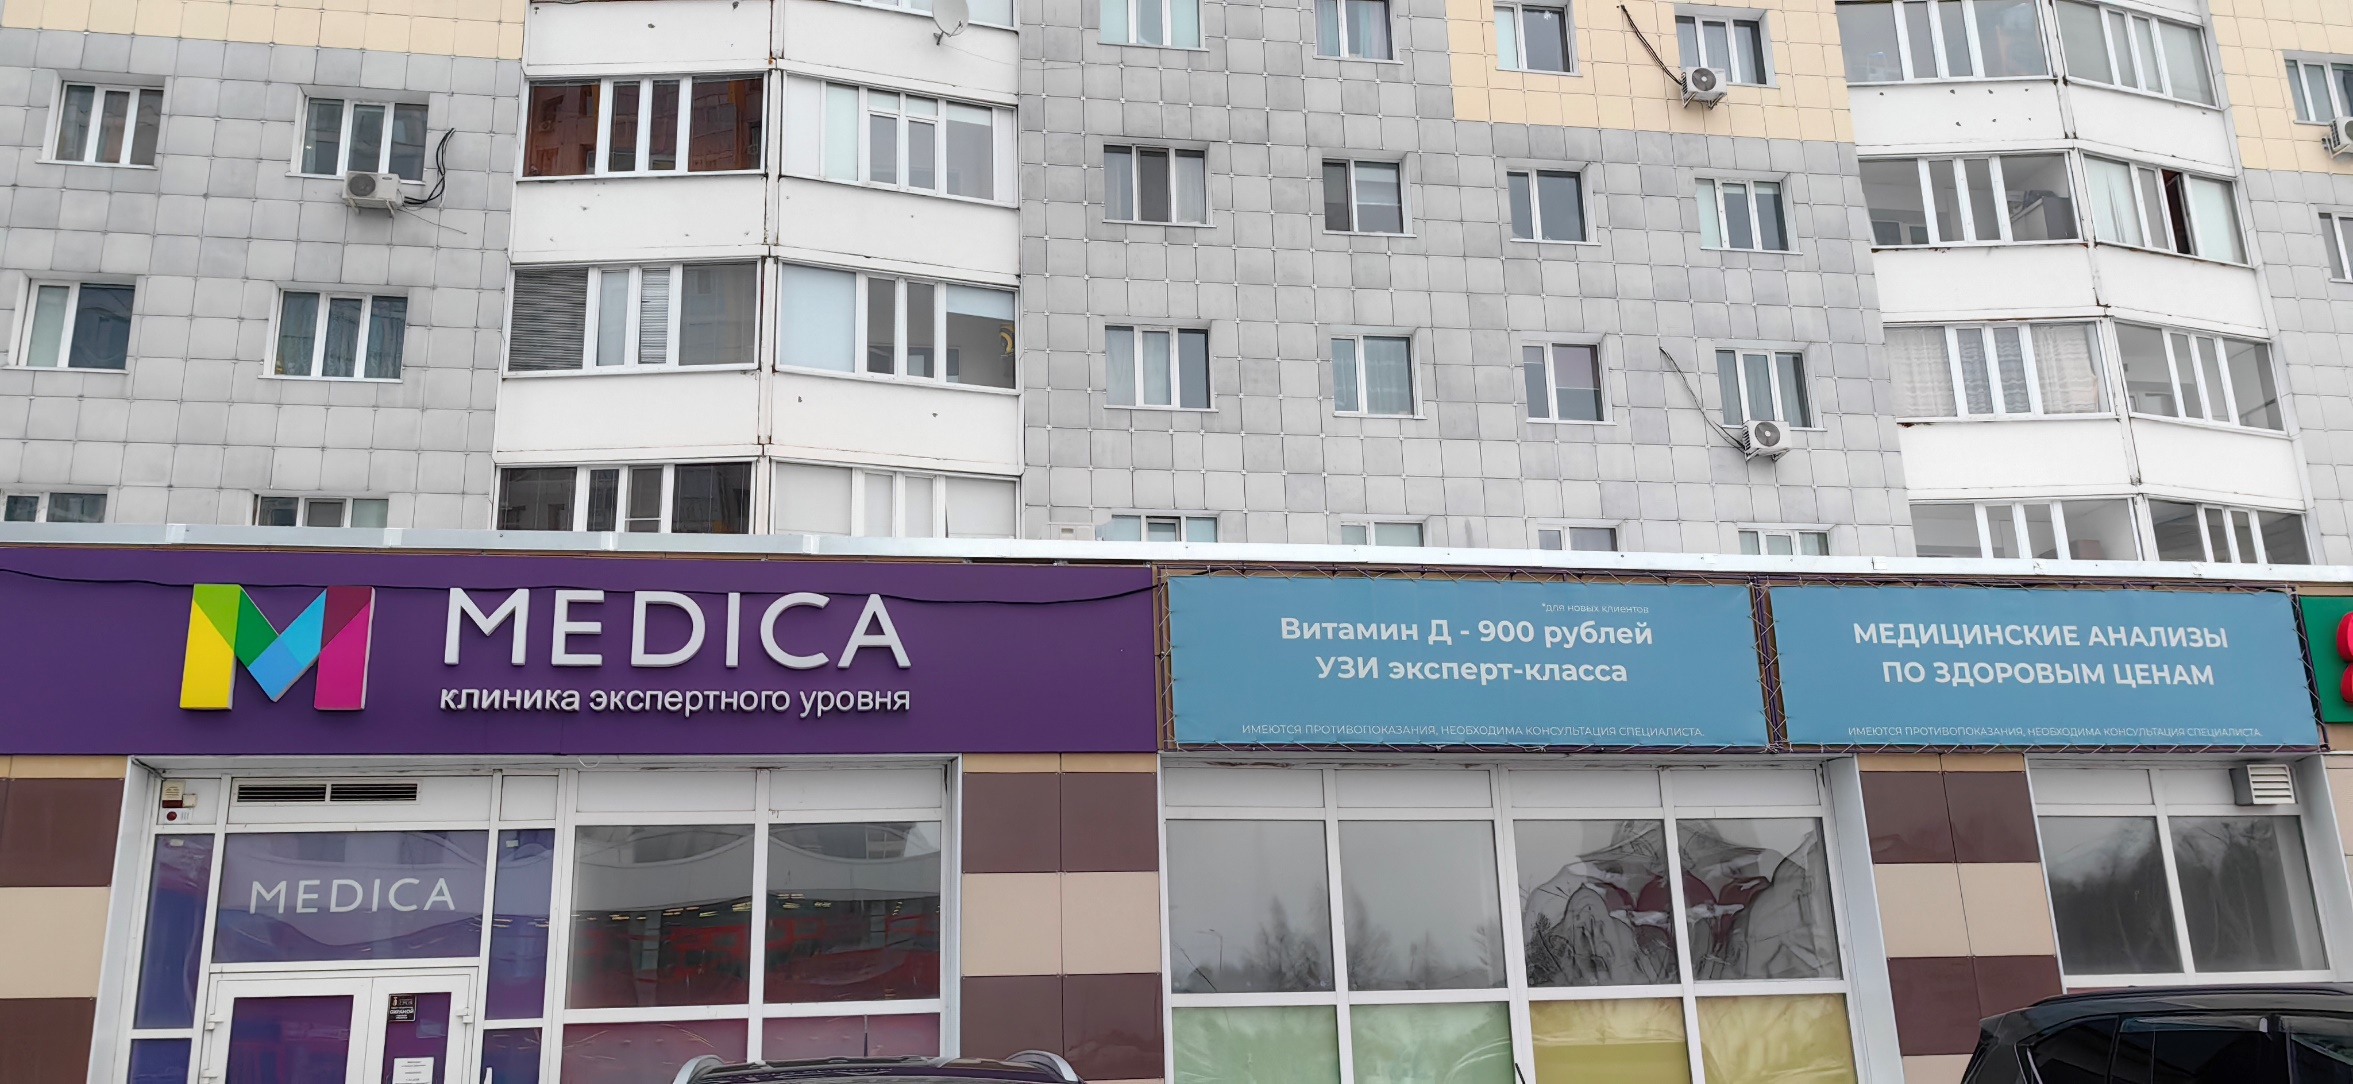 MEDICA
клиника экспертного уровня
*для новых клиентов
Витамин Д - 900 рублей
УЗИ эксперт-класса
ИМЕЮТСЯ ПРОТИВОПОКАЗАНИЯ, НЕОБХОДИМА КОНСУЛЬТАЦИЯ СПЕЦИАЛИСТА.
МЕДИЦИНСКИЕ АНАЛИЗЫ
ПО ЗДОРОВЫМ ЦЕНАМ
ИМЕЮТСЯ ПРОТИВОПОКАЗАНИЯ, НЕОБХОДИМА КОНСУЛЬТАЦИЯ СПЕЦИАЛИСТА.
MEDICA